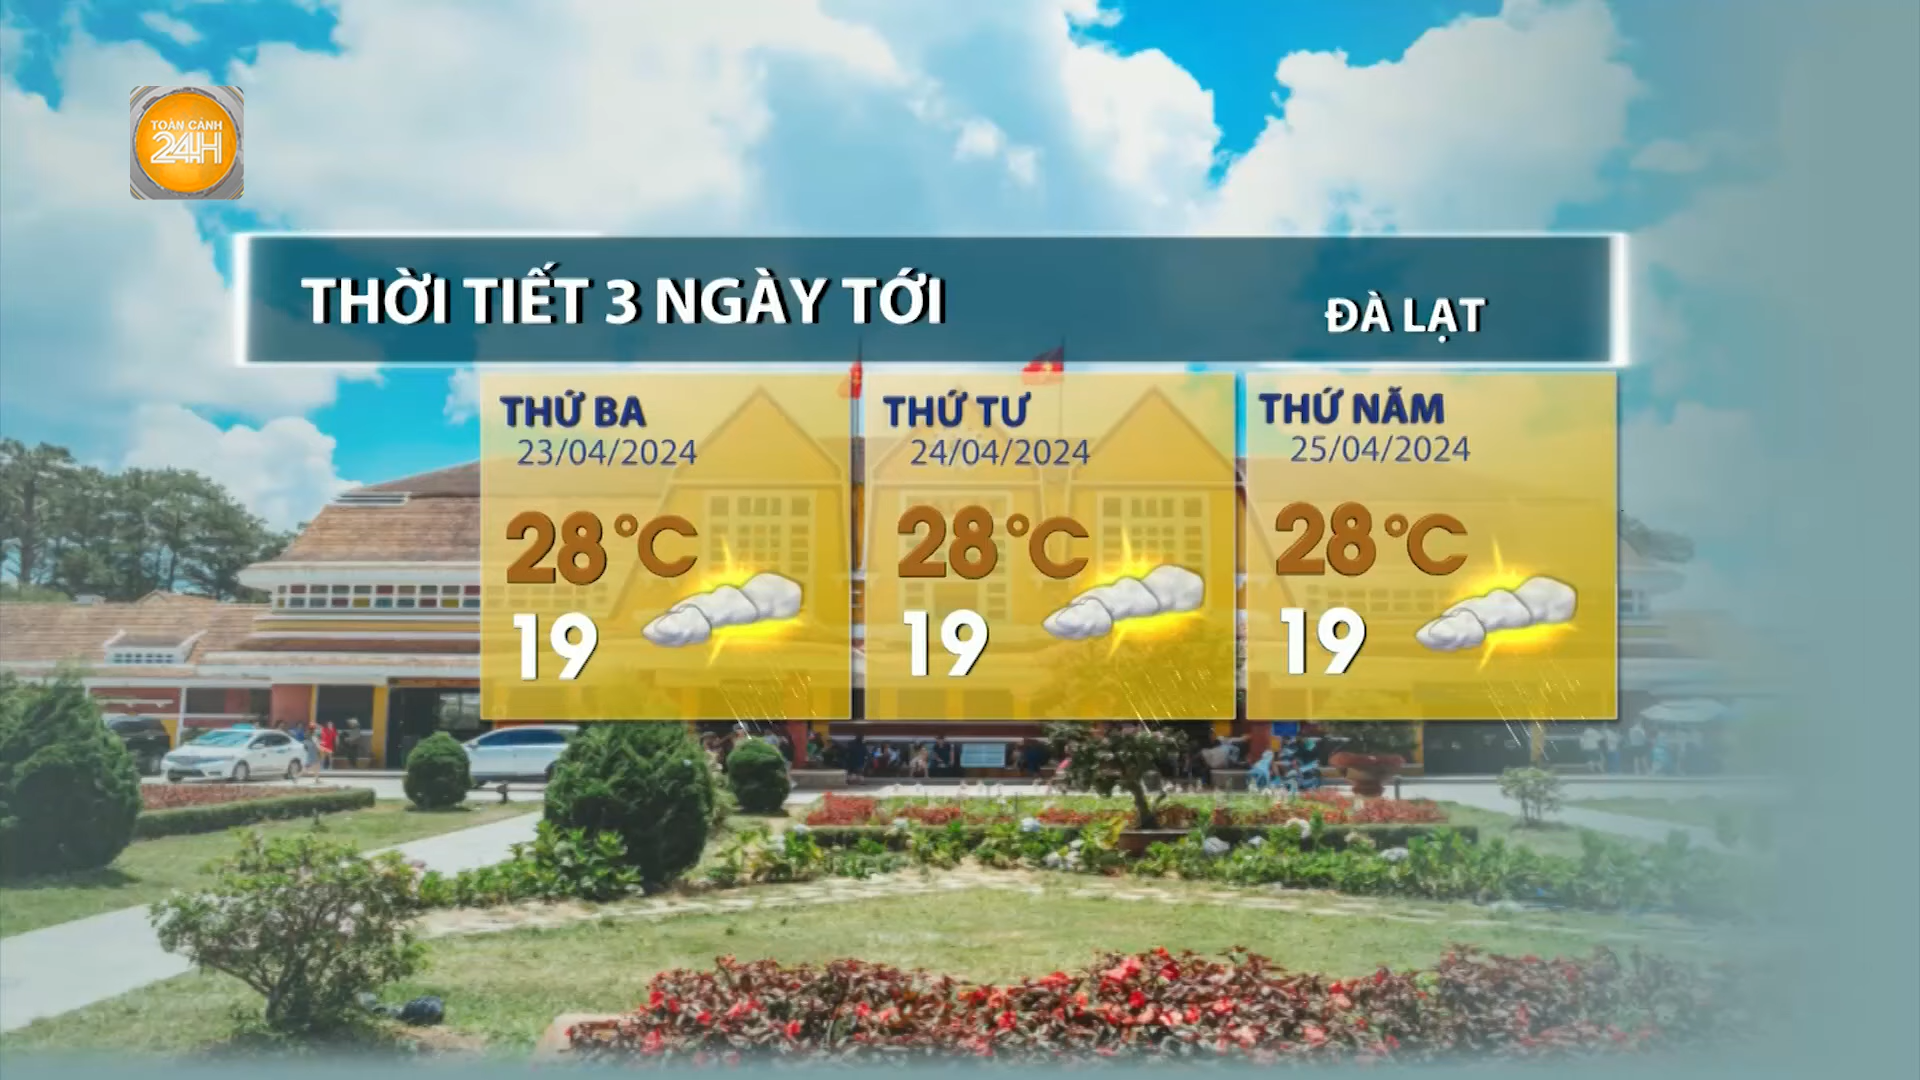 TOÀN CẢNH
24H
THỜI TIẾT 3 NGÀY TỚI
ĐÀ LẠT
THỨ BA
23/04/2024
28°C
19
THỨ TƯ
24/04/2024
28°C
19
THỨ NĂM
25/04/2024
28°C
19